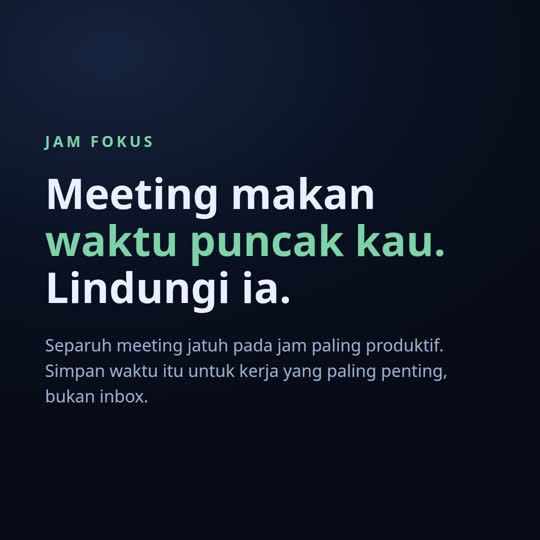 JAM FOKUS
Meeting makan
waktu puncak kau.
Lindungi ia.
Separuh meeting jatuh pada jam paling produktif.
Simpan waktu itu untuk kerja yang paling penting,
bukan inbox.